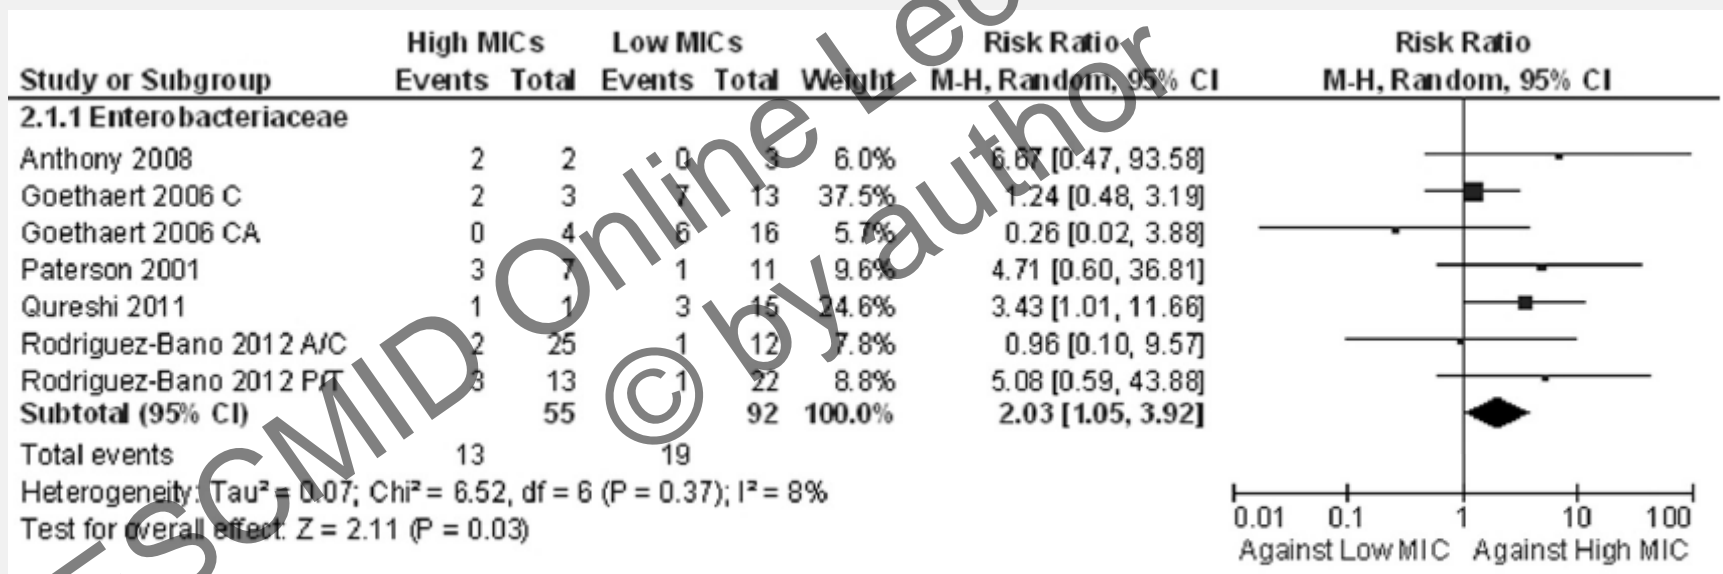 High MICs Low MICs Risk Ratio Risk Ratio
Study or Subgroup Events Total Events Total Weight M-H, Random, 95% CI M-H, Random, 95% CI
2.1.1 Enterobacteriaceae
Anthony 2008 2 2 0 3 6.0% 6.67 [0.47, 93.58]
Goethaert 2006 C 2 3 7 13 37.5% 1.24 [0.48, 3.19]
Goethaert 2006 CA 0 4 6 16 5.7% 0.26 [0.02, 3.88]
Paterson 2001 3 7 1 11 9.6% 4.71 [0.60, 36.81]
Qureshi 2011 1 1 3 15 24.6% 3.43 [1.01, 11.66]
Rodriguez-Bano 2012 A/C 2 25 1 12 7.8% 0.96 [0.10, 9.57]
Rodriguez-Bano 2012 P/T 3 13 1 22 8.8% 5.08 [0.59, 43.88]
Subtotal (95% CI) 55 92 100.0% 2.03 [1.05, 3.92]
Total events 13 19
Heterogeneity: Tau² = 0.07; Chi² = 6.52, df = 6 (P = 0.37); I² = 8%
Test for overall effect: Z = 2.11 (P = 0.03)
0.01 0.1 1 10 100
Against Low MIC Against High MIC
SCMID Online
© by author